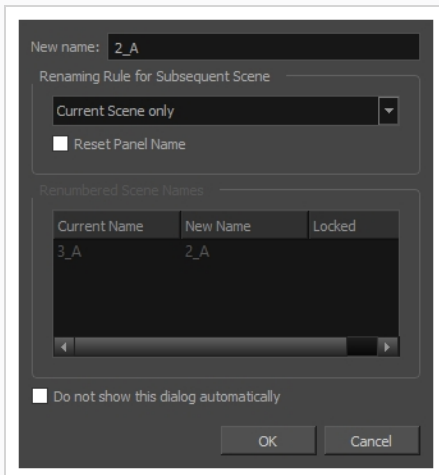 New name: 2_A
Renaming Rule for Subsequent Scene
Current Scene only
Reset Panel Name
Renumbered Scene Names
Current Name New Name Locked
3_A 2_A
Do not show this dialog automatically
OK Cancel